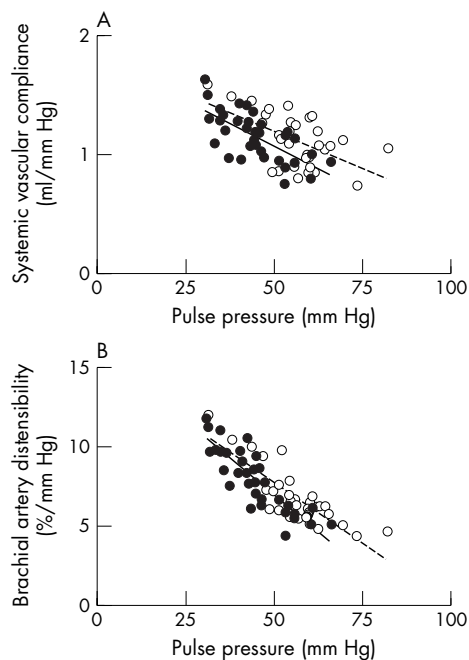 A
2
1
0
Systemic vascular compliance
(ml/mm Hg)
0
25
50
75
100
Pulse pressure (mm Hg)
B
15
10
5
0
Brachial artery distensibility
(%/mm Hg)
0
25
50
75
100
Pulse pressure (mm Hg)